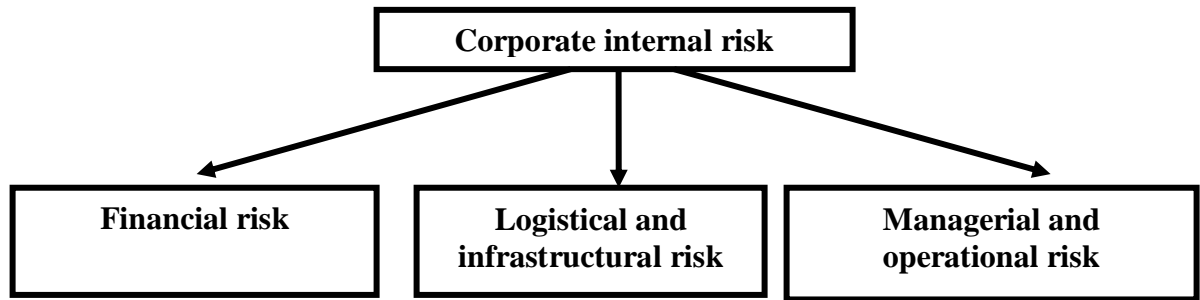 Corporate internal risk
Financial risk
Logistical and
infrastructural risk
Managerial and
operational risk